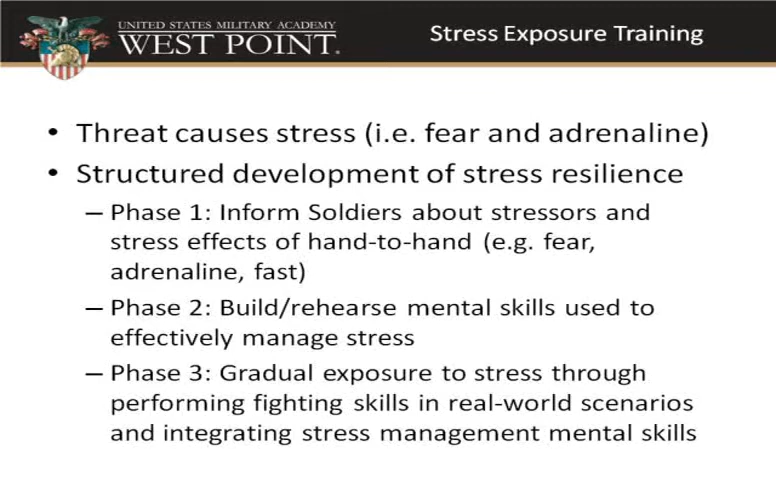 UNITED STATES MILITARY ACADEMY
WEST POINT.
Stress Exposure Training
• Threat causes stress (i.e. fear and adrenaline)
• Structured development of stress resilience
– Phase 1: Inform Soldiers about stressors and
stress effects of hand-to-hand (e.g. fear,
adrenaline, fast)
– Phase 2: Build/rehearse mental skills used to
effectively manage stress
– Phase 3: Gradual exposure to stress through
performing fighting skills in real-world scenarios
and integrating stress management mental skills